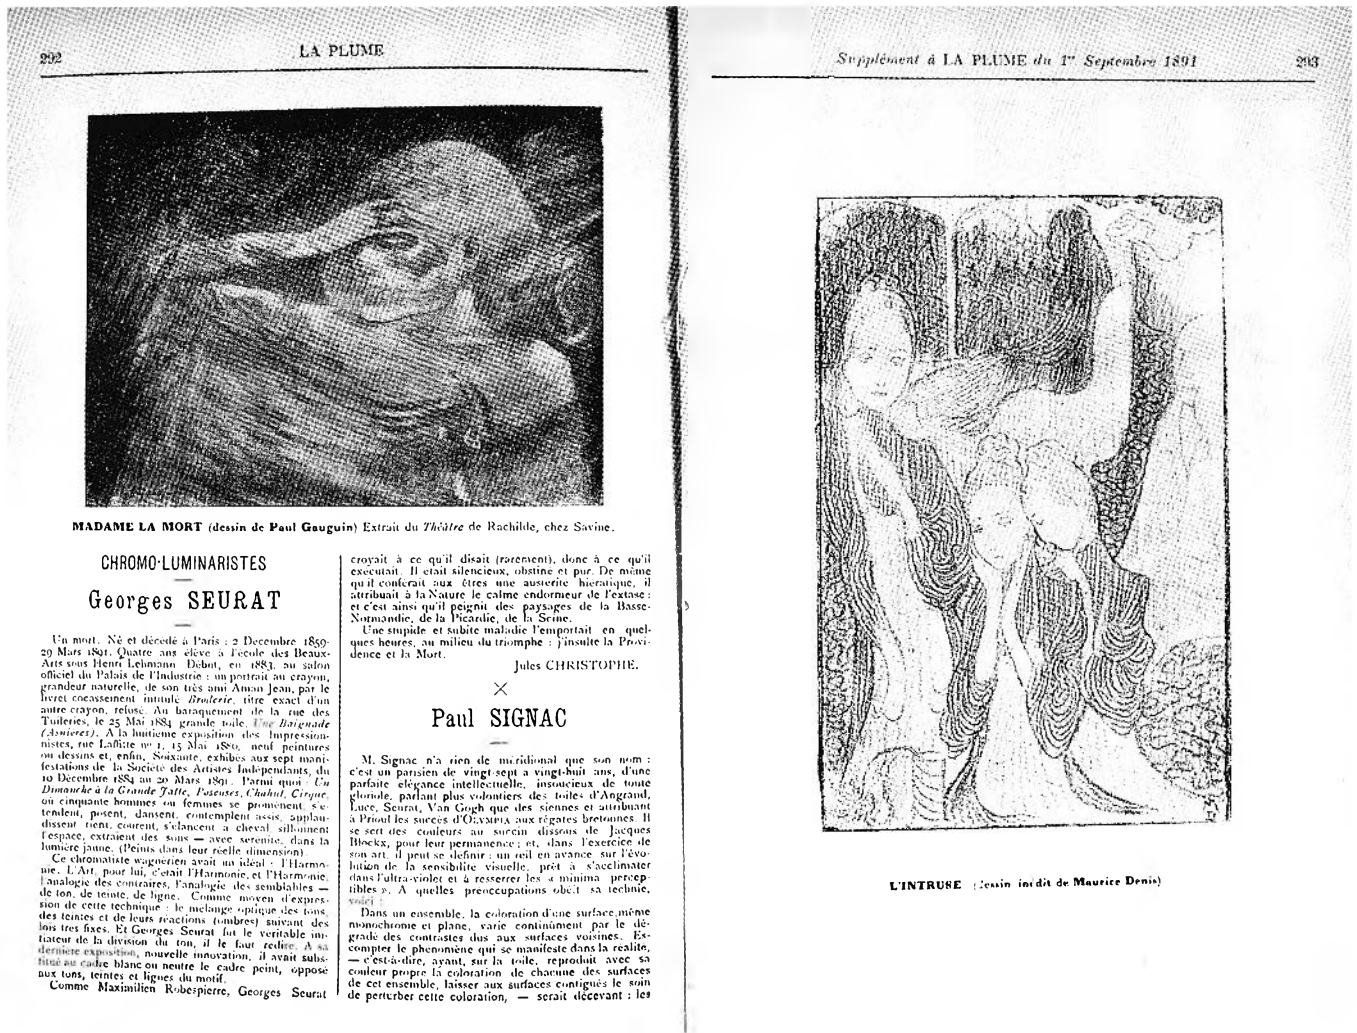 292
LA PLUME
MADAME LA MORT (dessin de Paul Gauguin) Extrait du Théâtre de Rachilde, chez Savine.
CHROMO-LUMINARISTES
Georges SEURAT
Un mort. Né et décédé à Paris : 2 Decembre 1859-
29 Mars 1891. Quatre ans élève à l'école des Beaux-
Arts sous Henri Lehmann. Début, en 1883, au salon
officiel du Palais de l'Industrie : un portrait au crayon,
grandeur naturelle, de son très ami Aman Jean, par le
livret cocassement intitulé Broderie, titre exact d'un
autre crayon, refusé. Au baraquement de la rue des
Tuileries, le 25 Mai 1884 grande toile, Une Baignade
(Asnières). A la huitième exposition des Impression-
nistes, rue Laffitte nº 1, 15 Mai 1886, neuf peintures
ou dessins et, enfin, Soixante, exhibés aux sept mani-
festations de la Société des Artistes Indépendants, du
10 Décembre 1884 au 20 Mars 1891. Parmi quoi : Un
Dimanche à la Grande Jatte, Poseuses, Chahut, Cirque,
où cinquante hommes ou femmes se promènent, s'é-
tendent, posent, dansent, contemplent assis, applau-
dissent rient, courent, s'élancent a cheval sillonnent
l'espace, extraient des sons — avec serenité, dans la
lumière jaune. (Peints dans leur réelle dimension)
Ce chromatiste wagnérien avait un idéal : l'Harmo-
nie. L'Art, pour lui, c'était l'Harmonie, et l'Harmonie,
l'analogie des contraires, l'analogie des semblables —
de ton, de teinte, de ligne. Comme moyen d'expres-
sion de cette technique : le mélange optique des tons,
des teintes et de leurs réactions (ombres) suivant des
lois tres fixes. Et Georges Seurat fut le veritable ini-
tiateur de la division du ton, il le faut redire. A sa
dernière exposition, nouvelle innovation, il avait subs-
titué au cadre blanc ou neutre le cadre peint, opposé
aux tons, teintes et lignes du motif.
Comme Maximilien Robespierre, Georges Seurat
croyait à ce qu'il disait (rarement), donc à ce qu'il
exécutait. Il était silencieux, obstiné et pur. De même
qu'il conférait aux êtres une austerité hiératique, il
attribuait à la Nature le calme endormeur de l'extase :
et c'est ainsi qu'il peignit des paysages de la Basse-
Normandie, de la Picardie, de la Seine.
Une stupide et subite maladie l'emportait en quel-
ques heures, au milieu du triomphe : j'insulte la Provi-
dence et la Mort.
Jules CHRISTOPHE.
Paul SIGNAC
M. Signac n'a rien de méridional que son nom :
c'est un parisien de vingt-sept a vingt-huit ans, d'une
parfaite élégance intellectuelle, insoucieux de toute
gloriole, parlant plus volontiers des toiles d'Angrand,
Luce, Seurat, Van Gogh que des siennes et attribuant
à Priou les succès d'OLYMPIA aux régates bretonnes. Il
se sert des couleurs au succin dissous de Jacques
Blockx, pour leur permanence ; et, dans l'exercice de
son art, il peut se définir : un œil en avance sur l'évo-
lution de la sensibilité visuelle, prêt à s'acclimater
dans l'ultra-violet et à resserrer les « minima percep-
tibles ». A quelles préoccupations obéit sa technie,
voici :
Dans un ensemble, la coloration d'une surface, même
monochrome et plane, varie continûment par le dé-
gradé des contrastes dus aux surfaces voisines. Es-
compter le phénomène qui se manifeste dans la réalité,
— c'est-à-dire, ayant, sur la toile, reproduit avec sa
couleur propre la coloration de chacune des surfaces
de cet ensemble, laisser aux surfaces contiguës le soin
de perturber cette coloration, — serait décevant : les
Supplément à LA PLUME du 1er Septembre 1891
293
L'INTRUSE (dessin inédit de Maurice Denis)